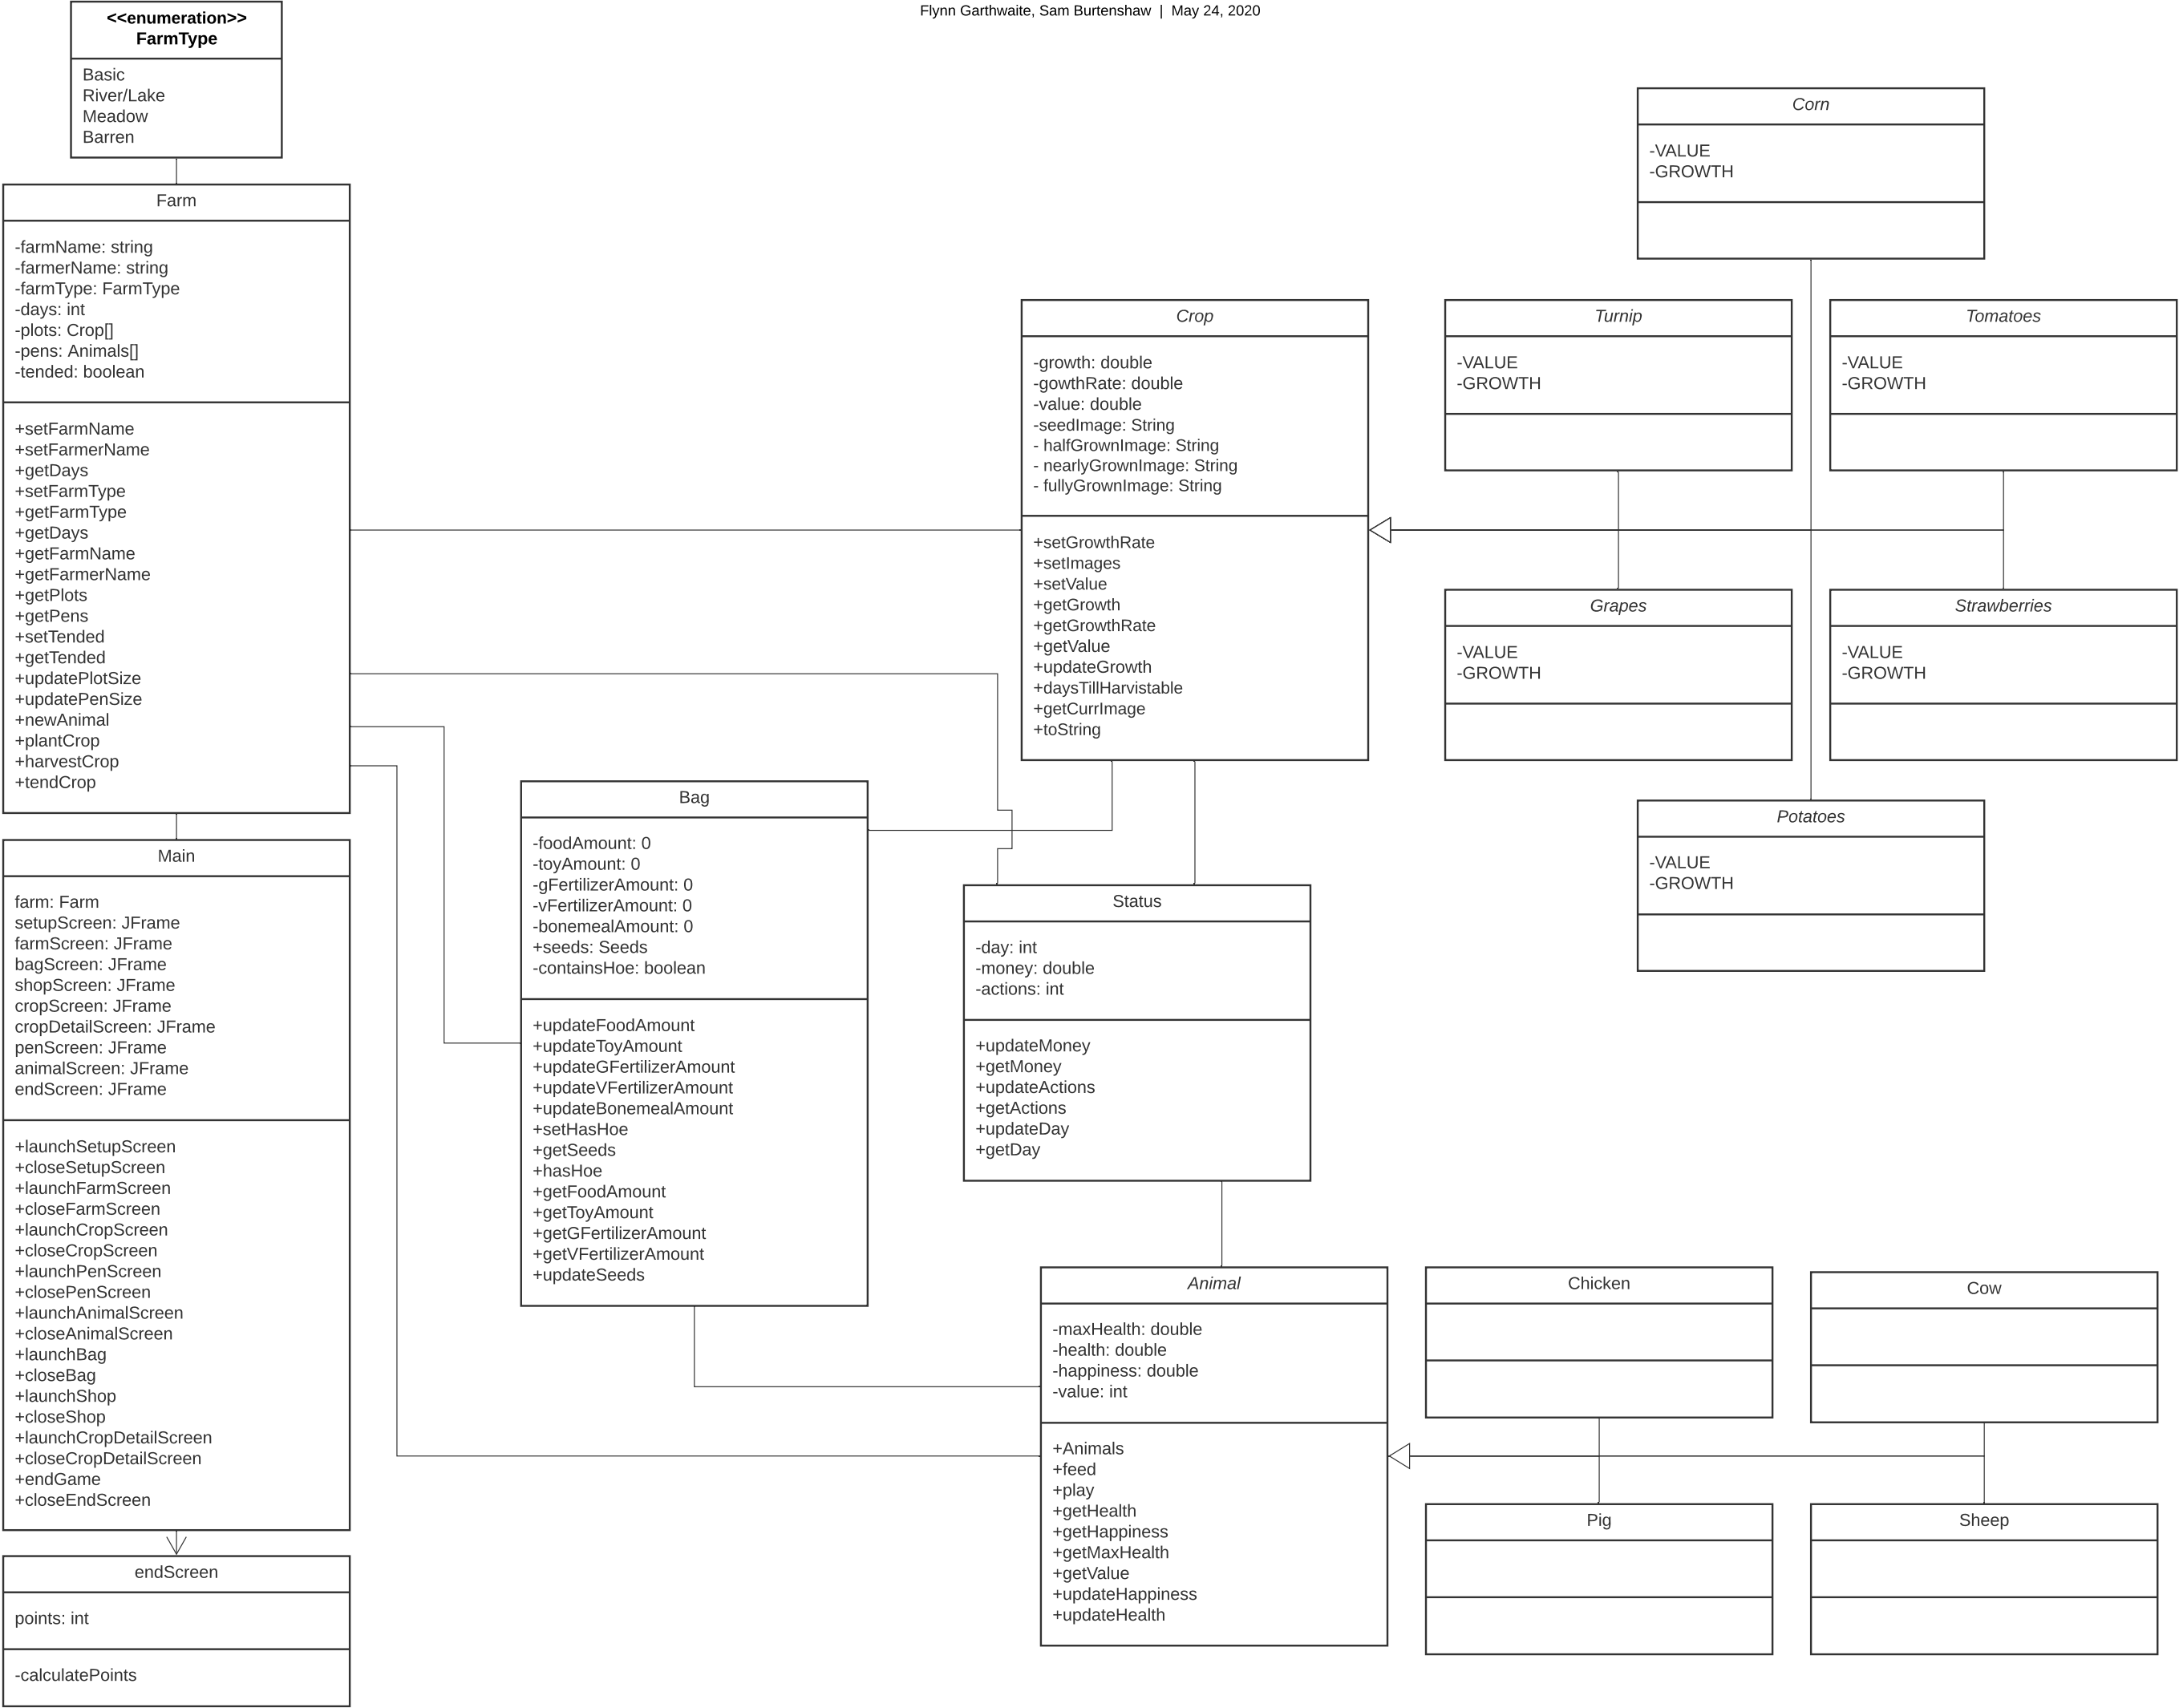 Flynn Garthwaite, Sam Burtenshaw | May 24, 2020
<<enumeration>>
FarmType
Basic
River/Lake
Meadow
Barren
Farm
-farmName: string
-farmerName: string
-farmType: FarmType
-days: int
-plots: Crop[]
-pens: Animals[]
-tended: boolean
+setFarmName
+setFarmerName
+getDays
+setFarmType
+getFarmType
+getDays
+getFarmName
+getFarmerName
+getPlots
+getPens
+setTended
+getTended
+updatePlotSize
+updatePenSize
+newAnimal
+plantCrop
+harvestCrop
+tendCrop
Main
farm: Farm
setupScreen: JFrame
farmScreen: JFrame
bagScreen: JFrame
shopScreen: JFrame
cropScreen: JFrame
cropDetailScreen: JFrame
penScreen: JFrame
animalScreen: JFrame
endScreen: JFrame
+launchSetupScreen
+closeSetupScreen
+launchFarmScreen
+closeFarmScreen
+launchCropScreen
+closeCropScreen
+launchPenScreen
+closePenScreen
+launchAnimalScreen
+closeAnimalScreen
+launchBag
+closeBag
+launchShop
+closeShop
+launchCropDetailScreen
+closeCropDetailScreen
+endGame
+closeEndScreen
endScreen
points: int
-calculatePoints
Bag
-foodAmount: 0
-toyAmount: 0
-gFertilizerAmount: 0
-vFertilizerAmount: 0
-bonemealAmount: 0
+seeds: Seeds
-containsHoe: boolean
+updateFoodAmount
+updateToyAmount
+updateGFertilizerAmount
+updateVFertilizerAmount
+updateBonemealAmount
+setHasHoe
+getSeeds
+hasHoe
+getFoodAmount
+getToyAmount
+getGFertilizerAmount
+getVFertilizerAmount
+updateSeeds
Crop
-growth: double
-gowthRate: double
-value: double
-seedImage: String
- halfGrownImage: String
- nearlyGrownImage: String
- fullyGrownImage: String
+setGrowthRate
+setImages
+setValue
+getGrowth
+getGrowthRate
+getValue
+updateGrowth
+daysTillHarvistable
+getCurrImage
+toString
Status
-day: int
-money: double
-actions: int
+updateMoney
+getMoney
+updateActions
+getActions
+updateDay
+getDay
Animal
-maxHealth: double
-health: double
-happiness: double
-value: int
+Animals
+feed
+play
+getHealth
+getHappiness
+getMaxHealth
+getValue
+updateHappiness
+updateHealth
Corn
-VALUE
-GROWTH
Turnip
-VALUE
-GROWTH
Tomatoes
-VALUE
-GROWTH
Grapes
-VALUE
-GROWTH
Strawberries
-VALUE
-GROWTH
Potatoes
-VALUE
-GROWTH
Chicken
Cow
Pig
Sheep